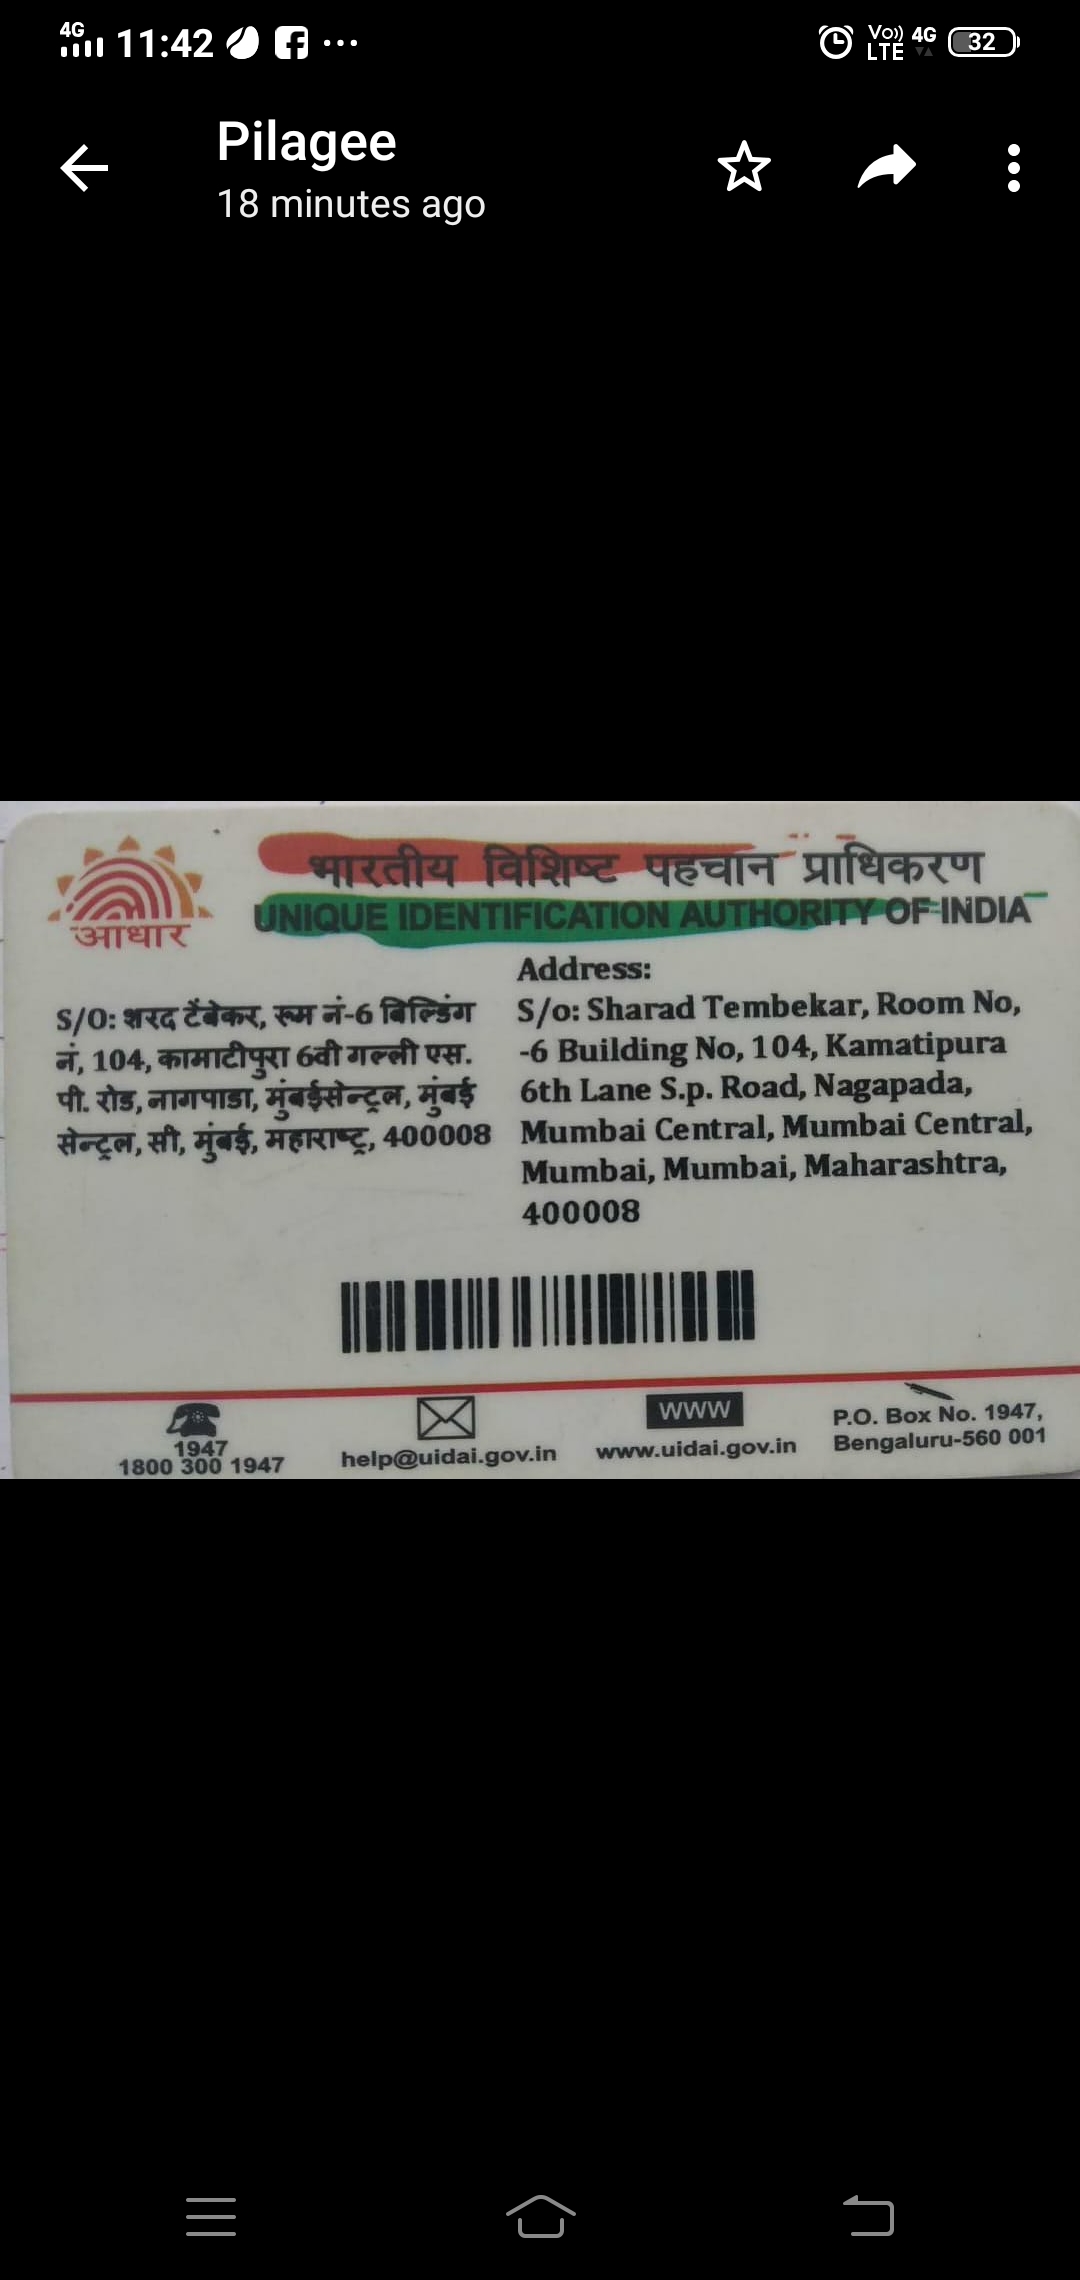 4G 11:42 Vo)) LTE 4G 32
Pilagee
18 minutes ago
भारतीय विशिष्ट पहचान प्राधिकरण
UNIQUE IDENTIFICATION AUTHORITY OF INDIA
आधार
S/O: शरद टेंबेकर, रूम नं-6 बिल्डिंग
नं, 104, कामाटीपुरा 6वी गल्ली एस.
पी. रोड, नागपाडा, मुंबईसेन्ट्रल, मुंबई
सेन्ट्रल, सी, मुंबई, महाराष्ट्र, 400008
Address:
S/o: Sharad Tembekar, Room No,
-6 Building No, 104, Kamatipura
6th Lane S.p. Road, Nagapada,
Mumbai Central, Mumbai Central,
Mumbai, Mumbai, Maharashtra,
400008
1947
1800 300 1947
help@uidai.gov.in
www
www.uidai.gov.in
P.O. Box No. 1947,
Bengaluru-560 001